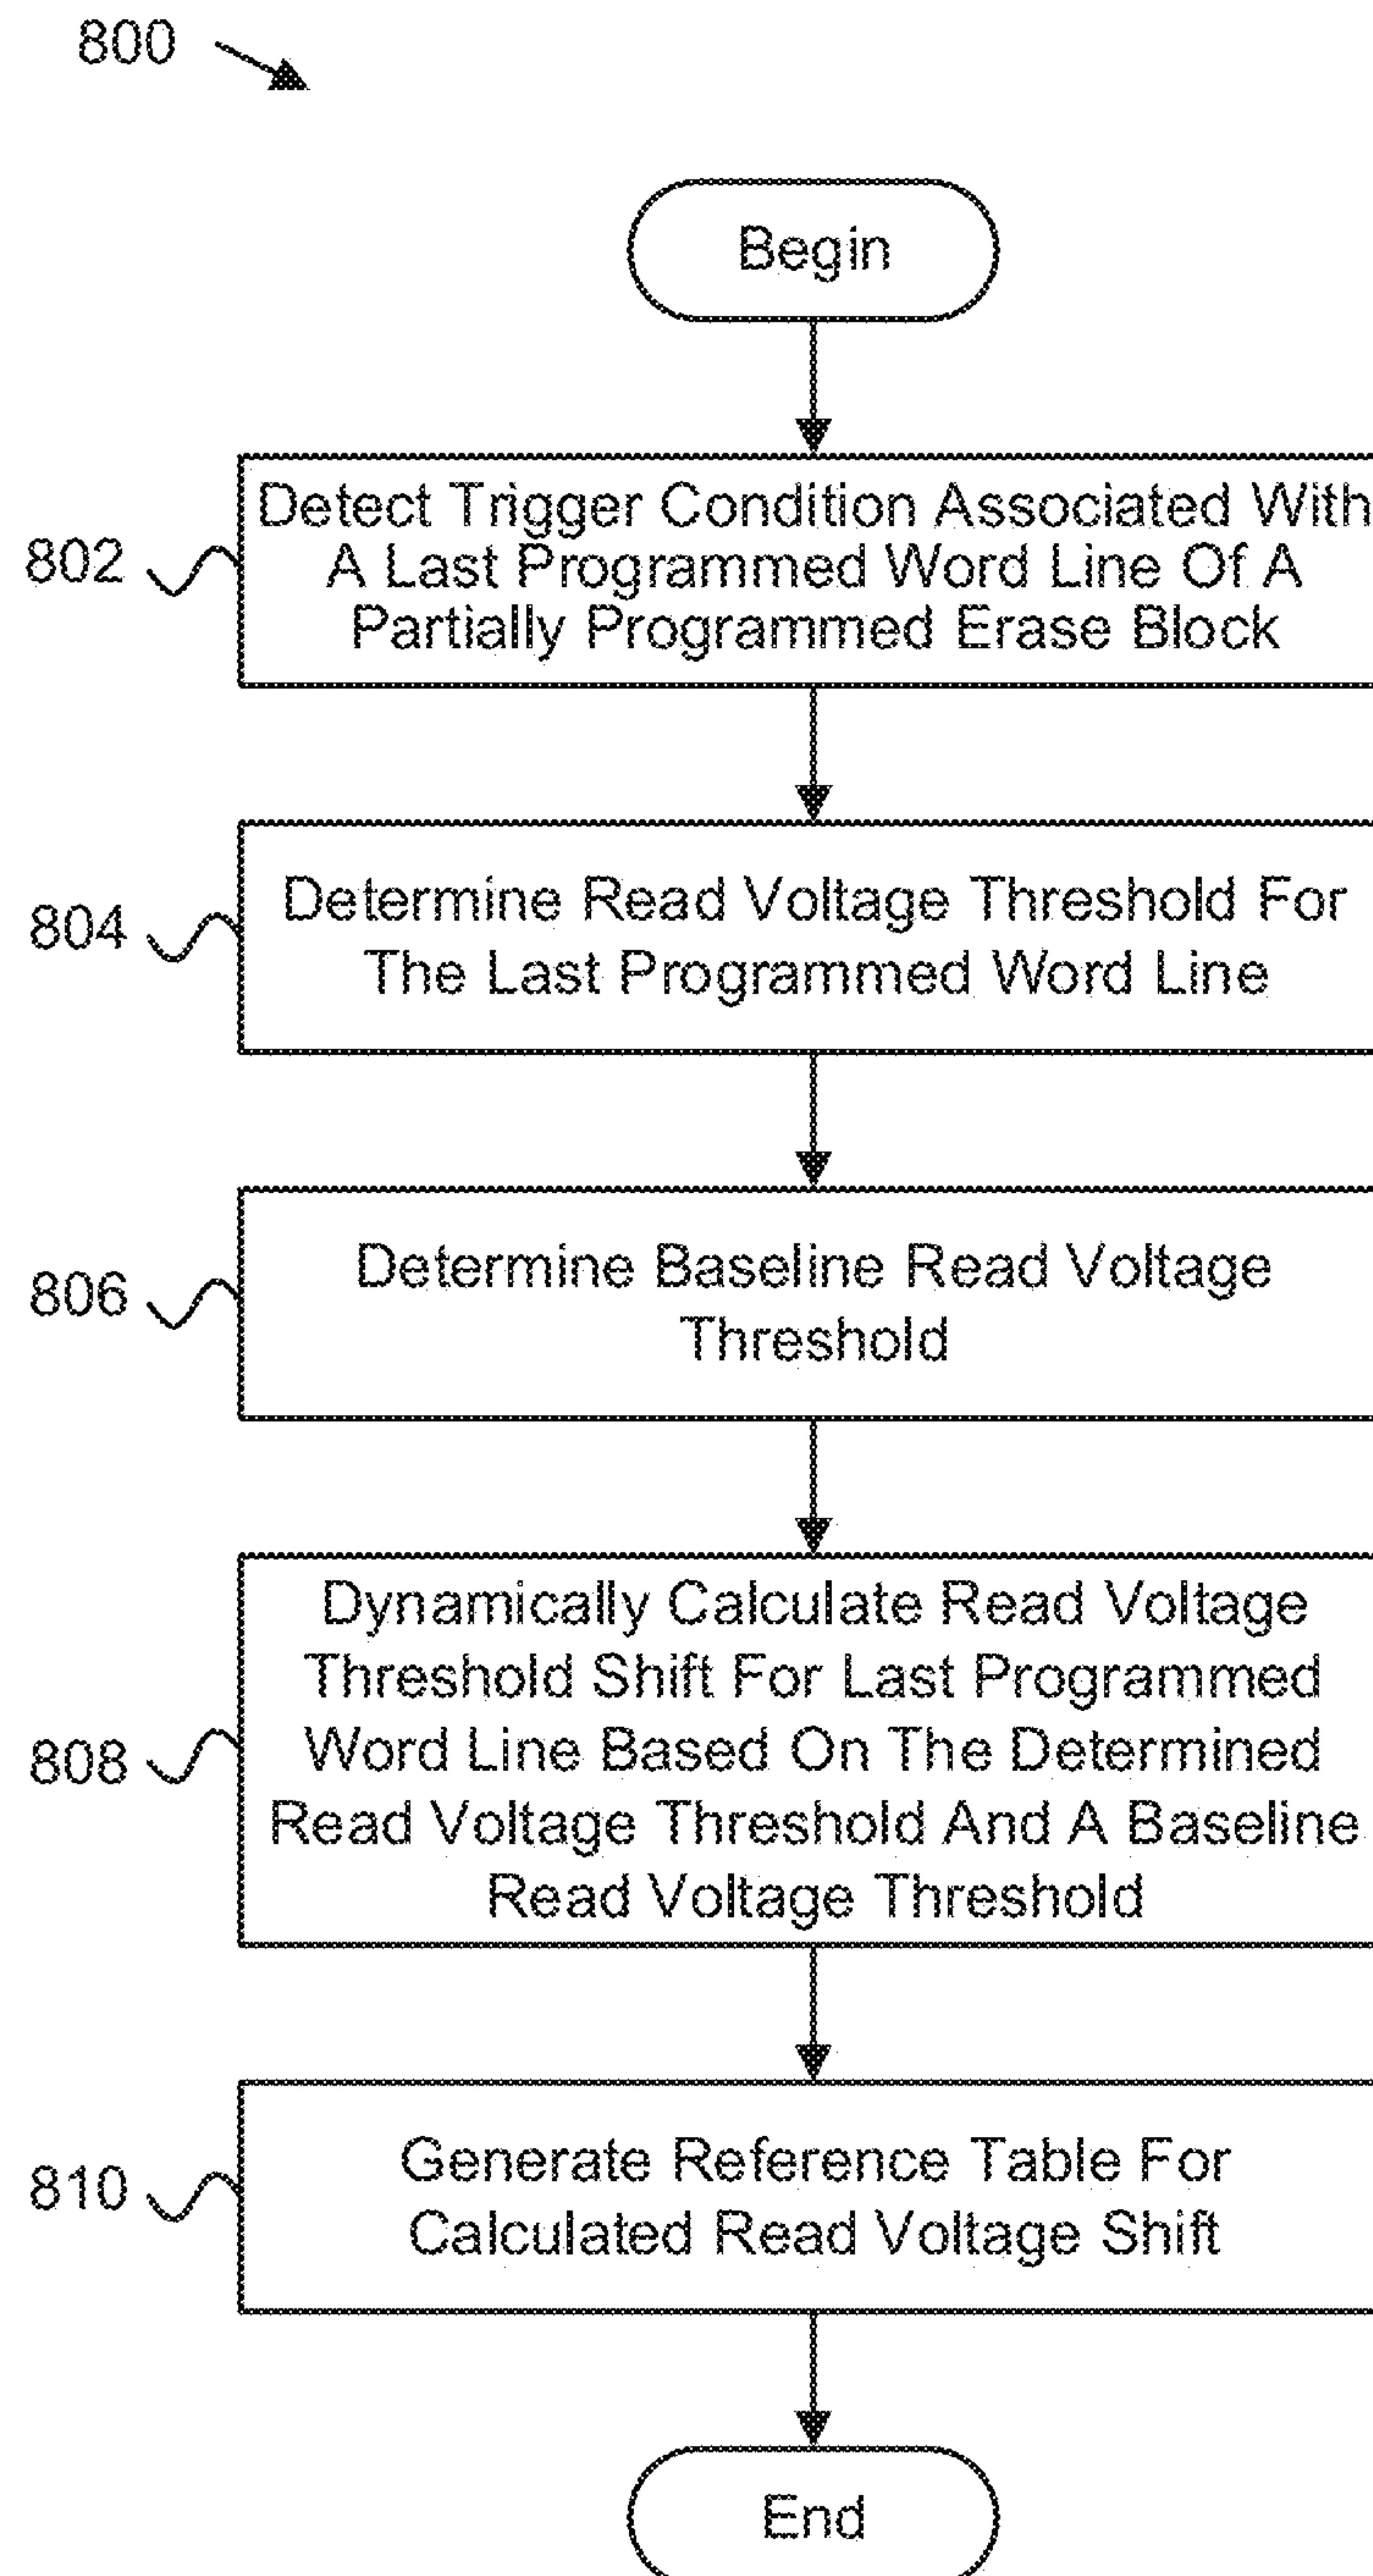 800
Begin
802
Detect Trigger Condition Associated With
A Last Programmed Word Line Of A
Partially Programmed Erase Block
804
Determine Read Voltage Threshold For
The Last Programmed Word Line
806
Determine Baseline Read Voltage
Threshold
808
Dynamically Calculate Read Voltage
Threshold Shift For Last Programmed
Word Line Based On The Determined
Read Voltage Threshold And A Baseline
Read Voltage Threshold
810
Generate Reference Table For
Calculated Read Voltage Shift
End